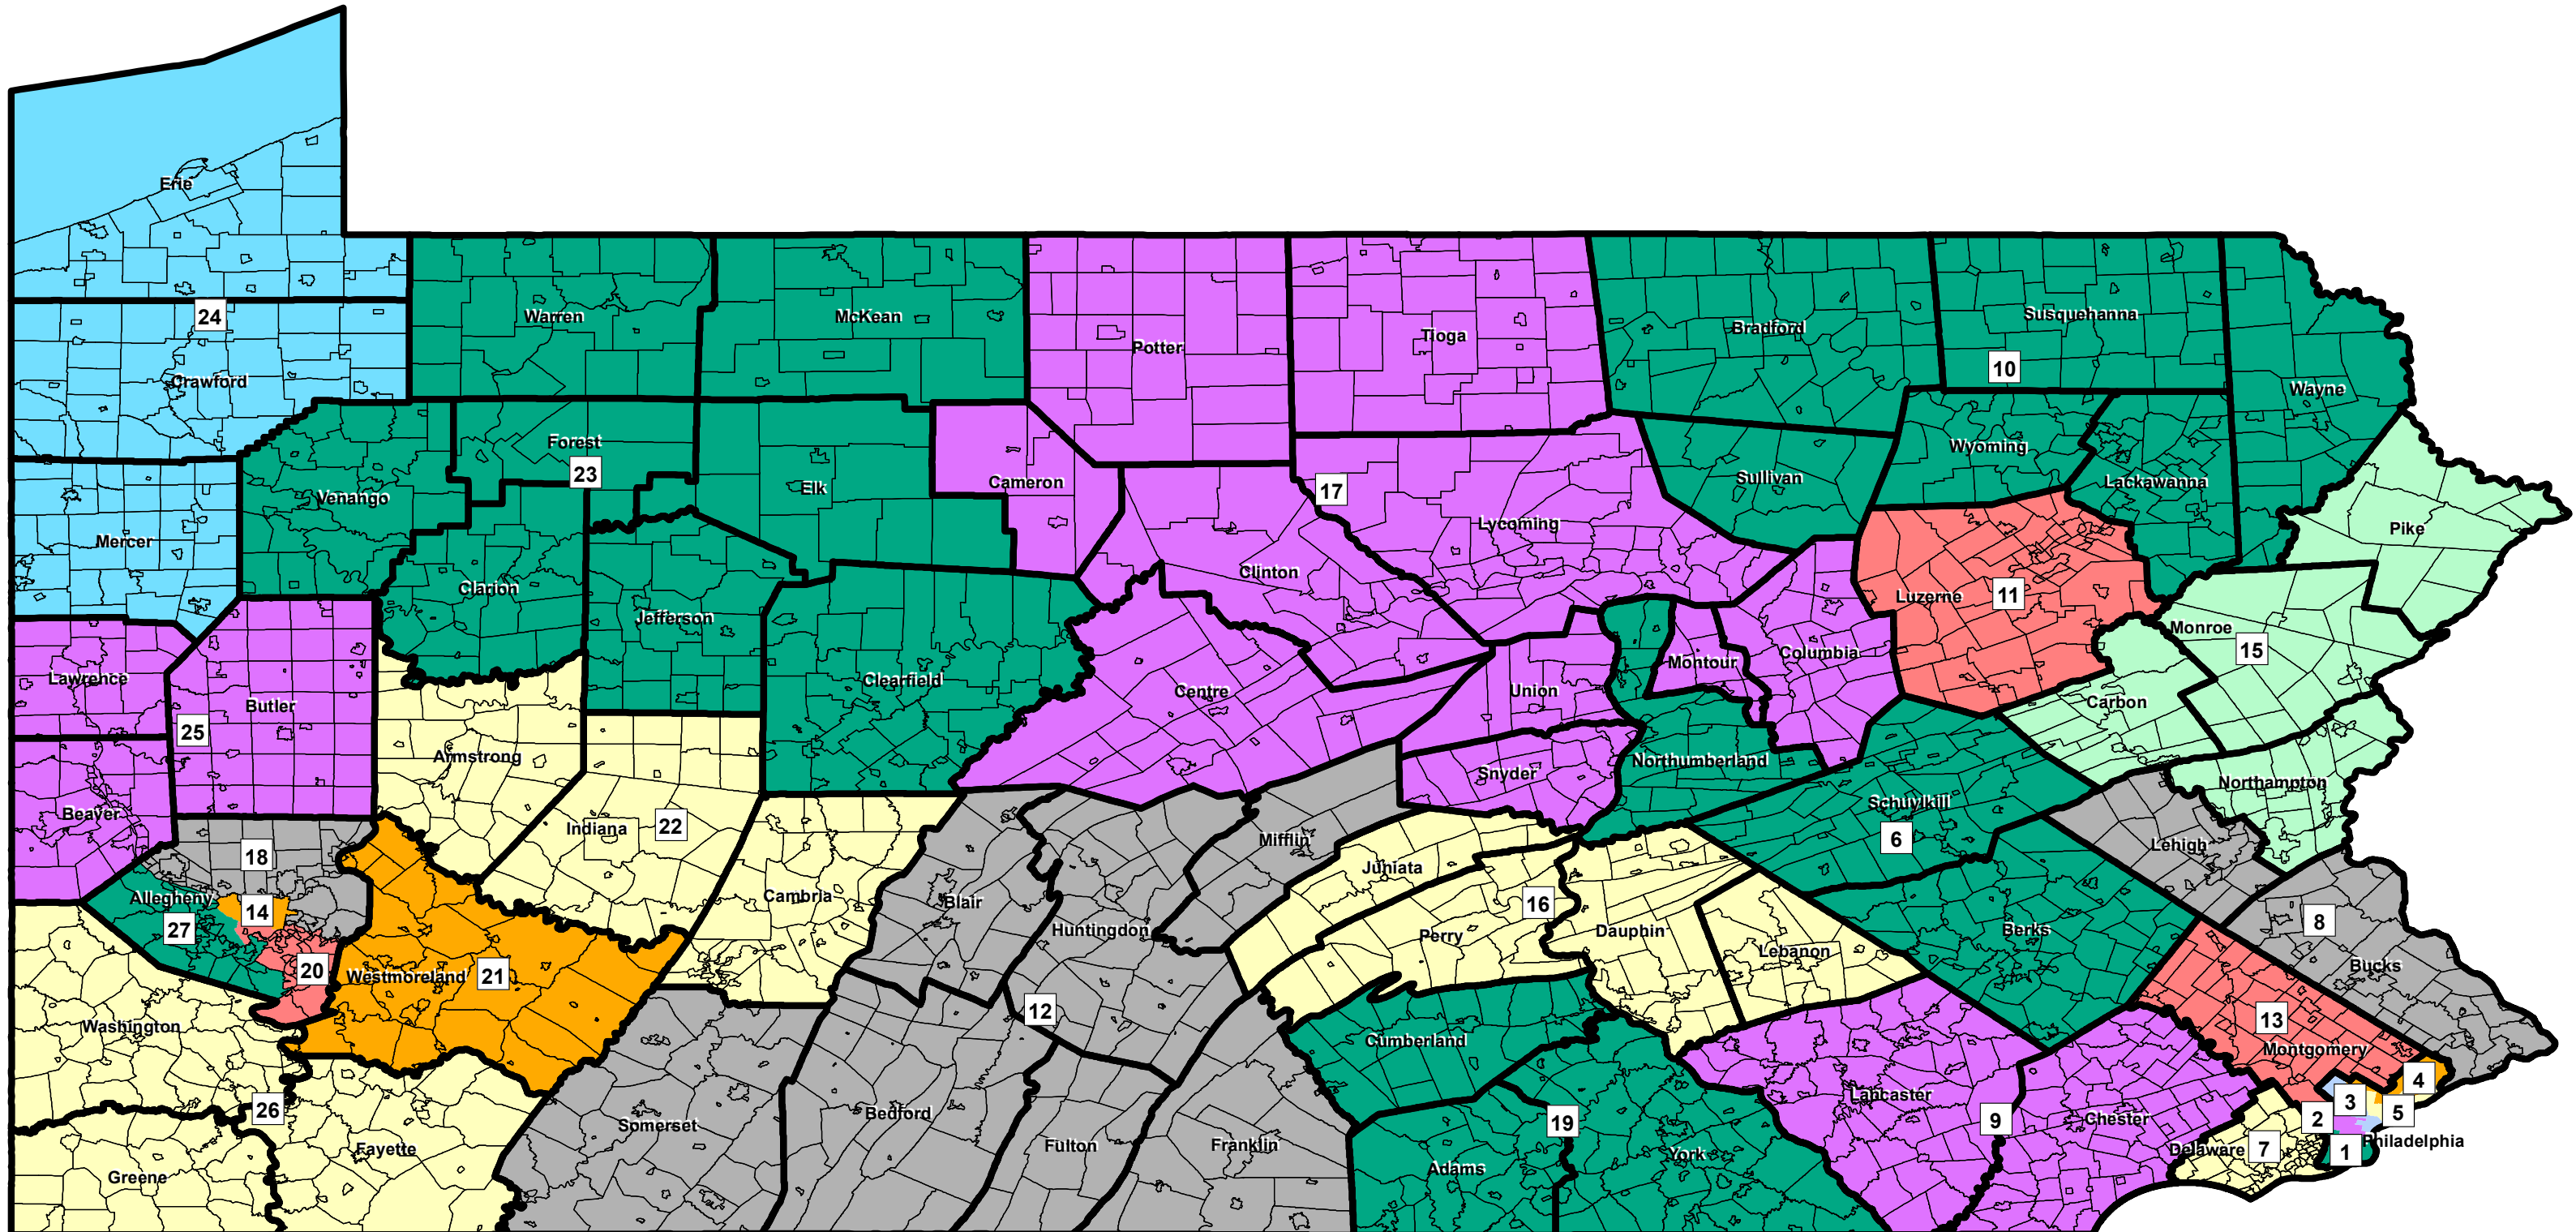 Erie
24
Warren
McKean
Susquehanna
Bradford
Tioga
Potter
10
Crawford
Wayne
Forest
23
Wyoming
Cameron
Elk
17
Sullivan
Lackawanna
Venango
Lycoming
Pike
Mercer
Clinton
Clarion
Luzerne
11
Jefferson
Monroe
15
Lawrence
Clearfield
Centre
Union
Montour
Columbia
Carbon
Butler
25
Armstrong
Northumberland
Snyder
Northampton
Schuylkill
Beaver
Indiana
22
Mifflin
6
Lehigh
18
Juniata
Allegheny
14
Cambria
Blair
16
27
Huntingdon
Perry
Dauphin
Berks
8
Lebanon
Bucks
20
Westmoreland
21
12
13
Washington
Cumberland
Montgomery
26
Somerset
Bedford
Lancaster
4
3
5
2
19
9
Chester
Philadelphia
Fayette
Fulton
Franklin
York
Delaware
7
1
Greene
Adams